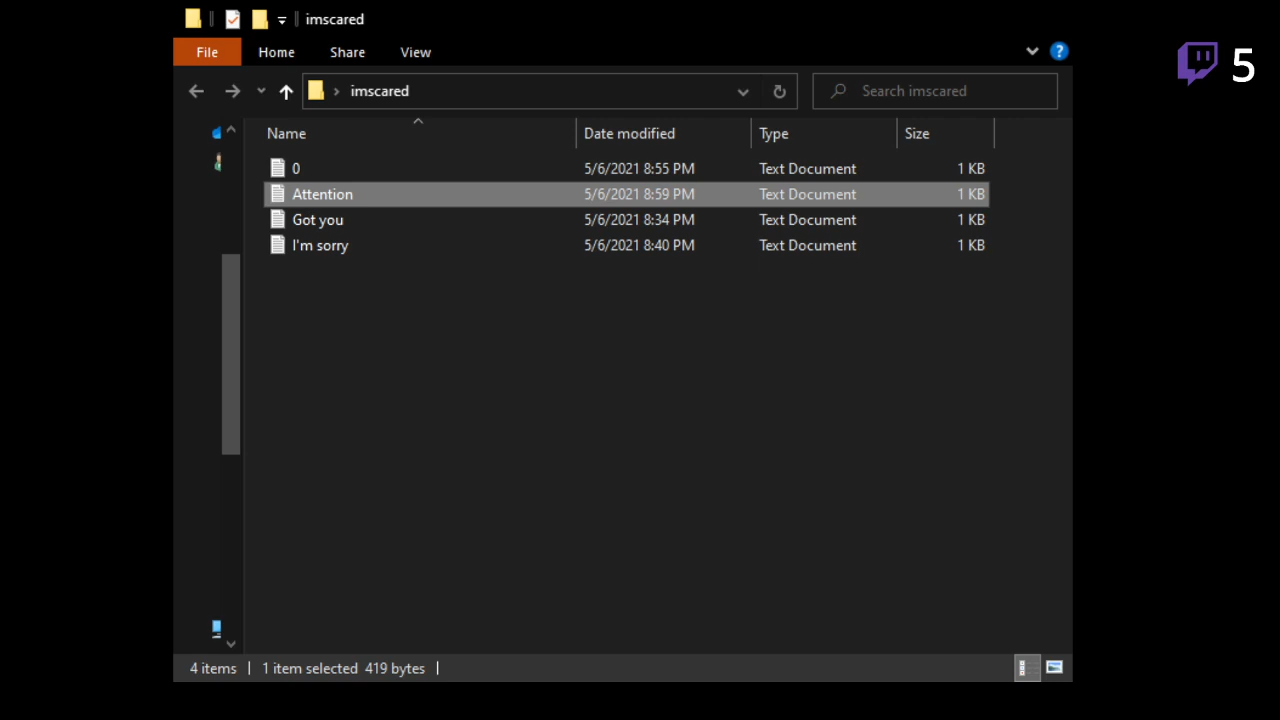 imscared
File Home Share View
imscared Search imscared
Name Date modified Type Size
0 5/6/2021 8:55 PM Text Document 1 KB
Attention 5/6/2021 8:59 PM Text Document 1 KB
Got you 5/6/2021 8:34 PM Text Document 1 KB
I'm sorry 5/6/2021 8:40 PM Text Document 1 KB
4 items 1 item selected 419 bytes
5